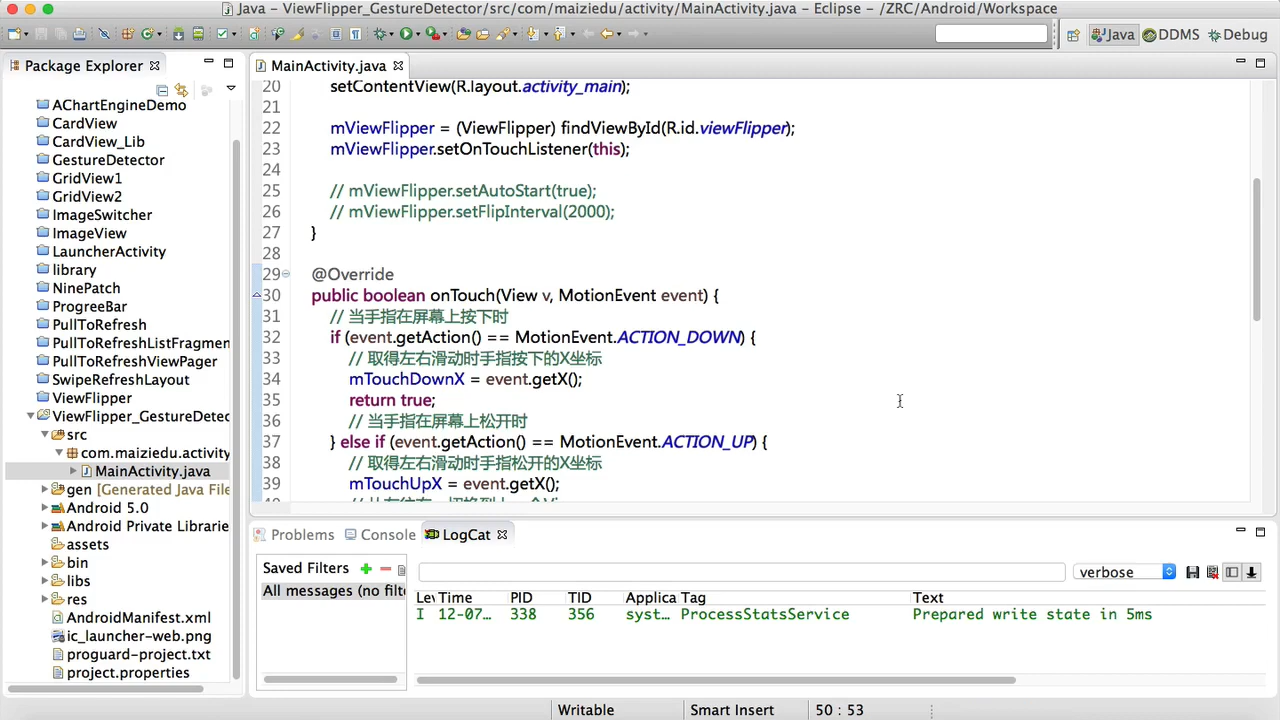 Java - ViewFlipper_GestureDetector/src/com/maiziedu/activity/MainActivity.java - Eclipse - /ZRC/Android/Workspace
Java DDMS Debug
Package Explorer
AChartEngineDemo
CardView
CardView_Lib
GestureDetector
GridView1
GridView2
ImageSwitcher
ImageView
LauncherActivity
library
NinePatch
ProgreeBar
PullToRefresh
PullToRefreshListFragmen
PullToRefreshViewPager
SwipeRefreshLayout
ViewFlipper
ViewFlipper_GestureDetec
src
com.maiziedu.activity
MainActivity.java
gen [Generated Java File
Android 5.0
Android Private Librarie
assets
bin
libs
res
AndroidManifest.xml
ic_launcher-web.png
proguard-project.txt
project.properties
MainActivity.java
20 setContentView(R.layout.activity_main);
21
22 mViewFlipper = (ViewFlipper) findViewById(R.id.viewFlipper);
23 mViewFlipper.setOnTouchListener(this);
24
25 // mViewFlipper.setAutoStart(true);
26 // mViewFlipper.setFlipInterval(2000);
27 }
28
29 @Override
30 public boolean onTouch(View v, MotionEvent event) {
31 // 当手指在屏幕上按下时
32 if (event.getAction() == MotionEvent.ACTION_DOWN) {
33 // 取得左右滑动时手指按下的X坐标
34 mTouchDownX = event.getX();
35 return true;
36 // 当手指在屏幕上松开时
37 } else if (event.getAction() == MotionEvent.ACTION_UP) {
38 // 取得左右滑动时手指松开的X坐标
39 mTouchUpX = event.getX();
Problems Console LogCat
Saved Filters
All messages (no filte
verbose
Time PID TID Applica Tag Text
I 12-07... 338 356 syst... ProcessStatsService Prepared write state in 5ms
Writable Smart Insert 50 : 53